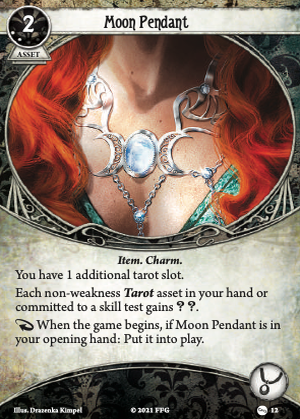 2
Moon Pendant
ASSET
Item. Charm.
You have 1 additional tarot slot.
Each non-weakness Tarot asset in your hand or
committed to a skill test gains ? ?.
When the game begins, if Moon Pendant is in
your opening hand: Put it into play.
Illus. Drazenka Kimpel
© 2021 FFG
12